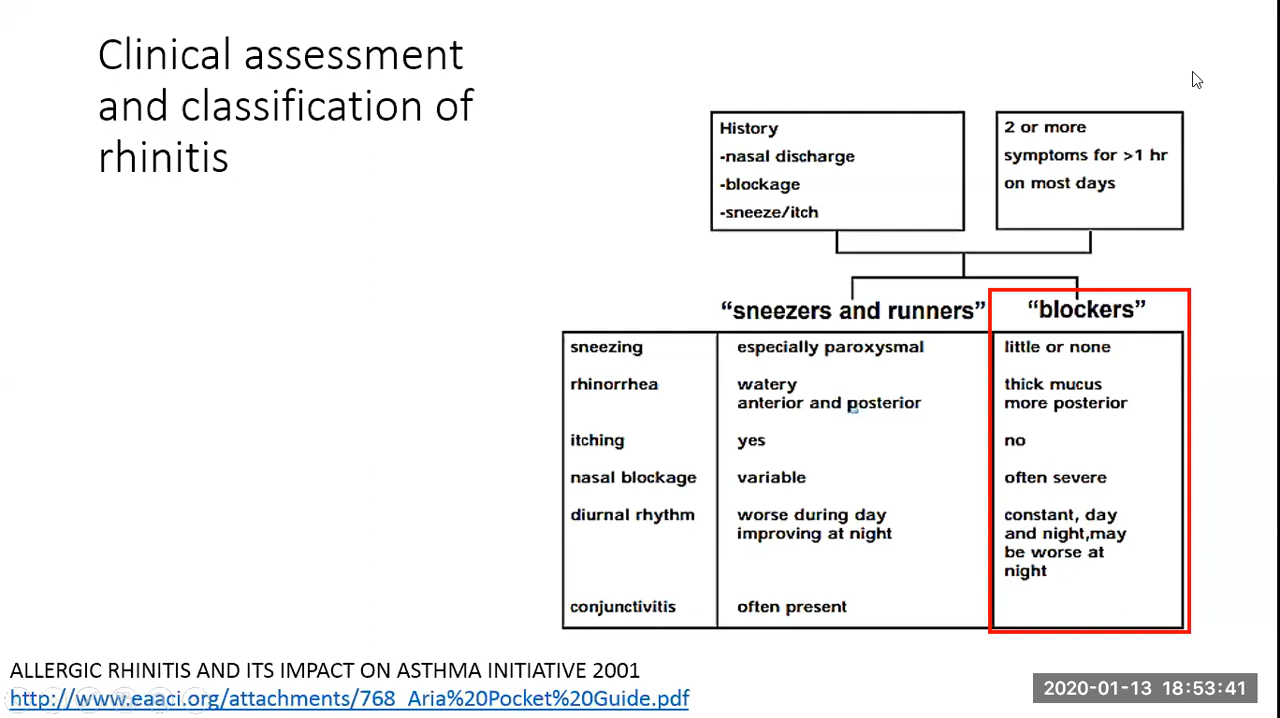 Clinical assessment
and classification of
rhinitis
History
-nasal discharge
-blockage
-sneeze/itch
2 or more
symptoms for >1 hr
on most days
“sneezers and runners”
“blockers”
sneezing
especially paroxysmal
little or none
rhinorrhea
watery
anterior and posterior
thick mucus
more posterior
itching
yes
no
nasal blockage
variable
often severe
diurnal rhythm
worse during day
improving at night
constant, day
and night,may
be worse at
night
conjunctivitis
often present
ALLERGIC RHINITIS AND ITS IMPACT ON ASTHMA INITIATIVE 2001
http://www.eaaci.org/attachments/768_Aria%20Pocket%20Guide.pdf
2020-01-13 18:53:41